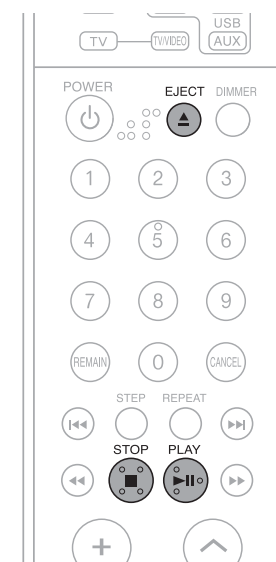 USB
TV TV/VIDEO AUX
POWER EJECT DIMMER
1 2 3
4 5 6
7 8 9
REMAIN 0 CANCEL
STEP REPEAT
STOP PLAY